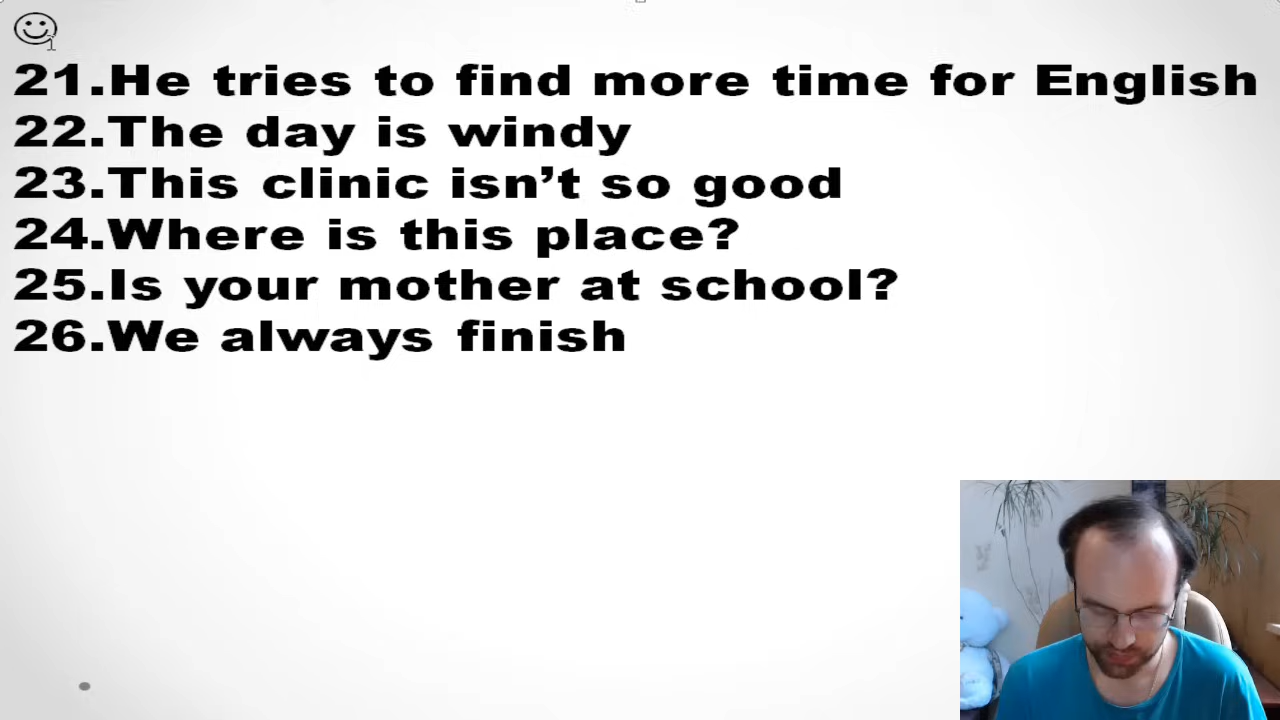 21.He tries to find more time for English
22.The day is windy
23.This clinic isn’t so good
24.Where is this place?
25.Is your mother at school?
26.We always finish